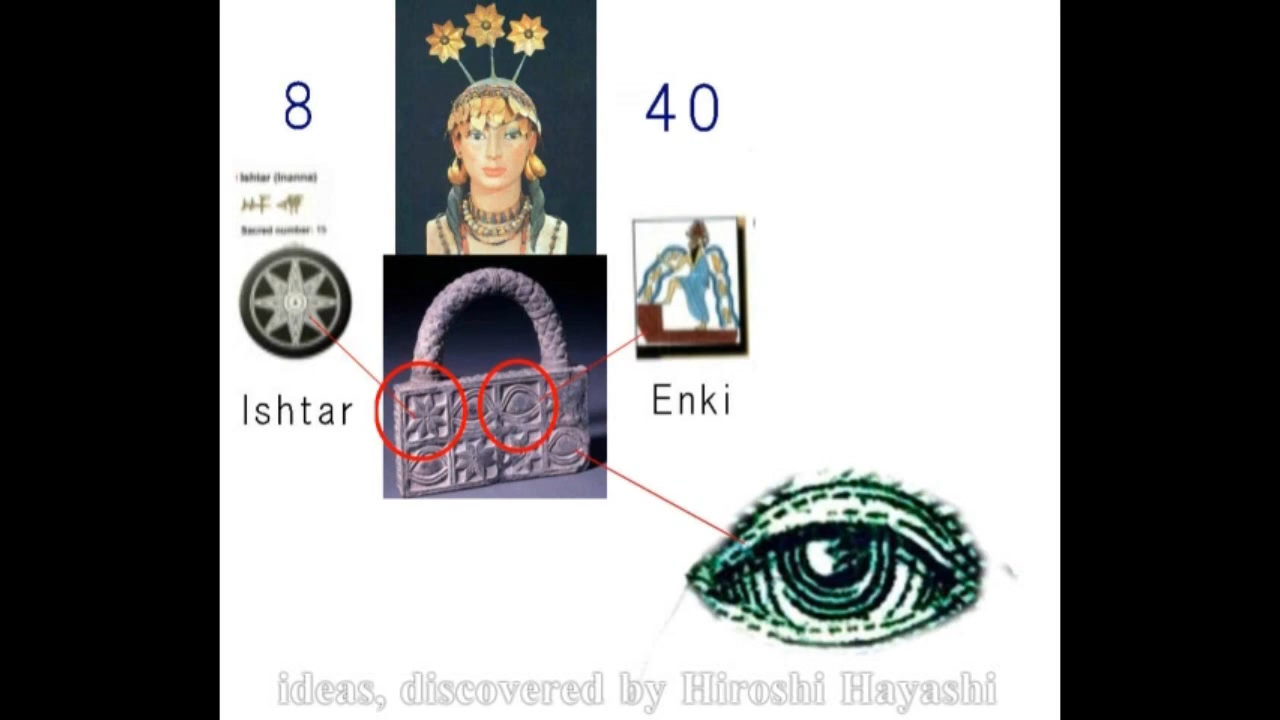 8
40
Ishtar (Inanna)
Sacred number: 15
Ishtar
Enki
ideas, discovered by Hiroshi Hayashi